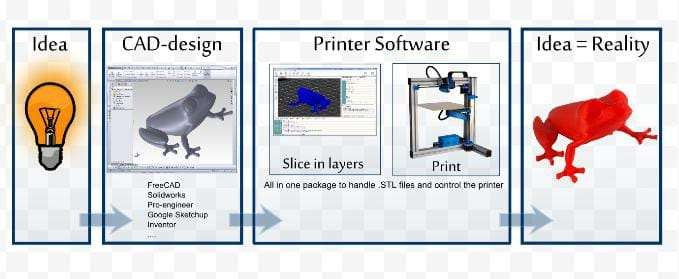 Idea
CAD-design
FreeCAD
Solidworks
Pro-engineer
Google Sketchup
Inventor
....
Printer Software
Slice in layers
Print
All in one package to handle .STL files and control the printer
Idea = Reality